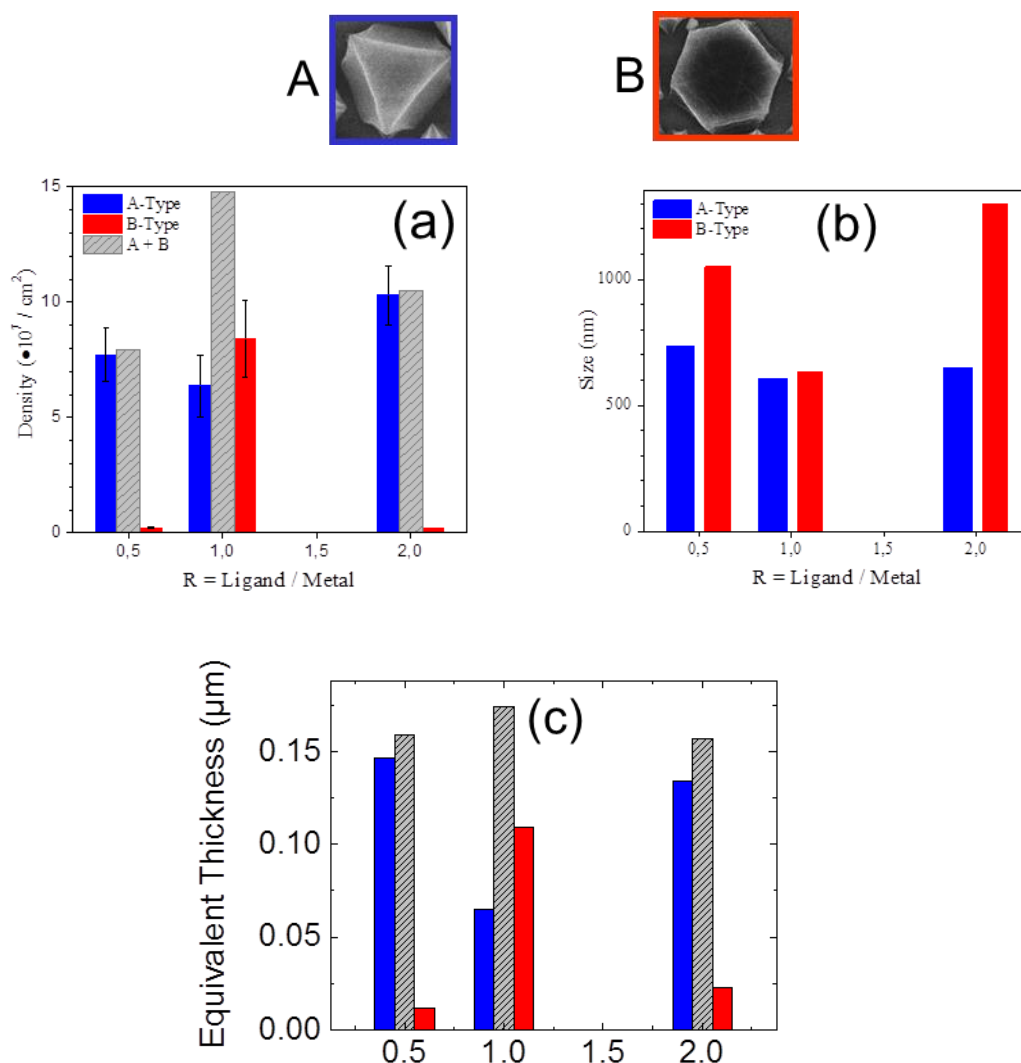 A
B
15
10
5
0
Density (●10⁷ / cm²)
A-Type
B-Type
A + B
(a)
0,5
1,0
1,5
2,0
R = Ligand / Metal
1000
500
0
Size (nm)
A-Type
B-Type
(b)
0,5
1,0
1,5
2,0
R = Ligand / Metal
Equivalent Thickness (μm)
0.15
0.10
0.05
0.00
(c)
0.5
1.0
1.5
2.0